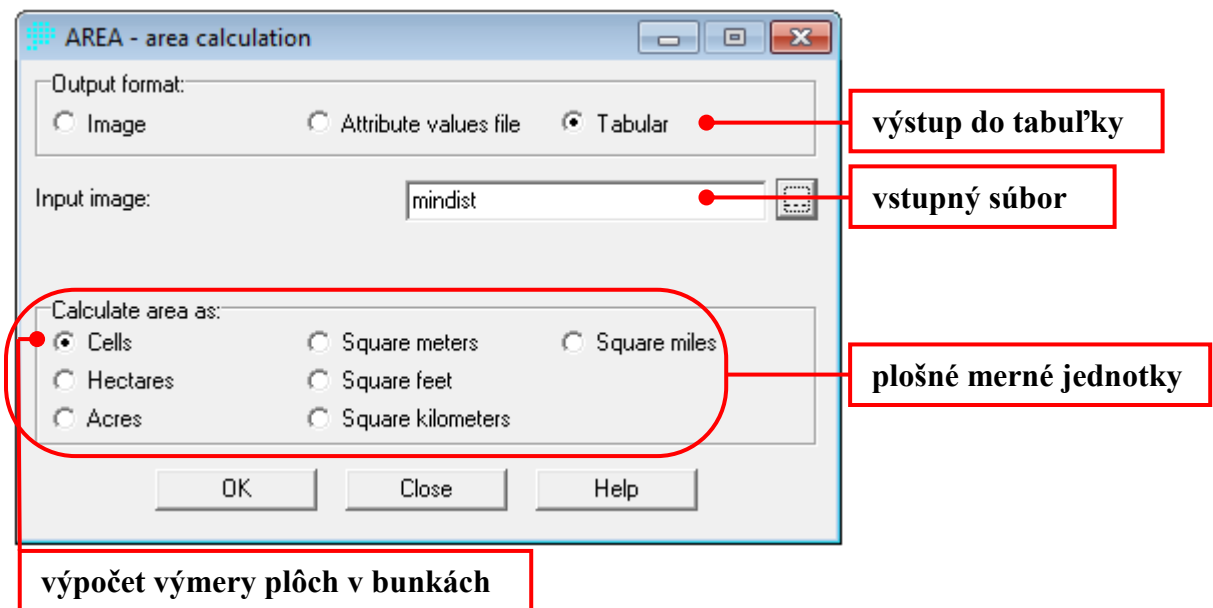 AREA - area calculation
Output format:
Image Attribute values file Tabular
výstup do tabuľky
Input image: mindist ...
vstupný súbor
Calculate area as:
Cells Square meters Square miles
Hectares Square feet
Acres Square kilometers
plošné merné jednotky
OK Close Help
výpočet výmery plôch v bunkách